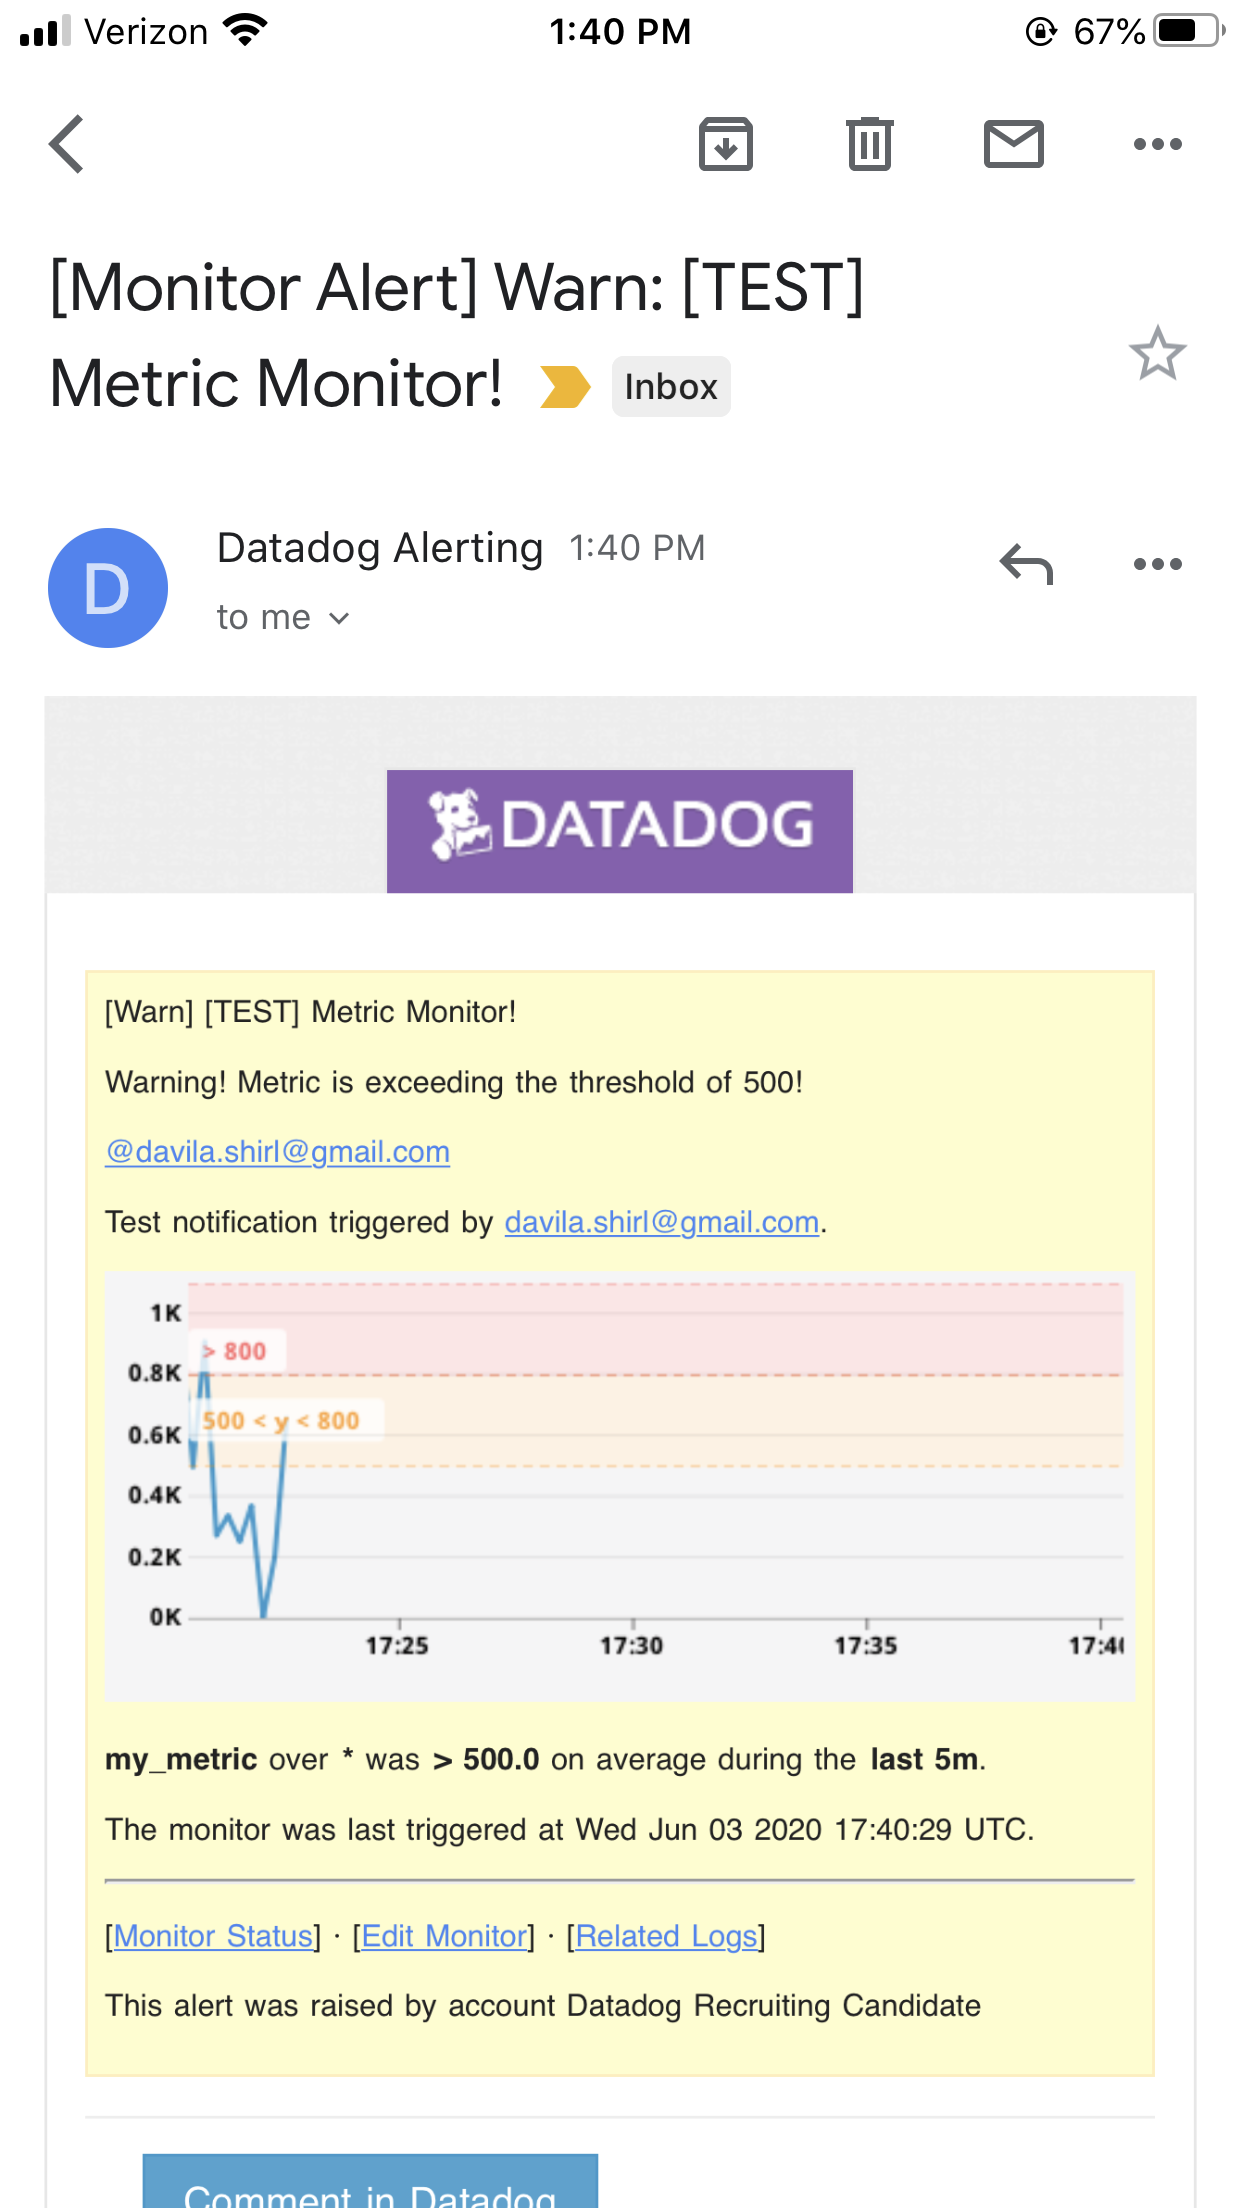 Verizon 1:40 PM 67%
[Monitor Alert] Warn: [TEST]
Metric Monitor! Inbox
D
Datadog Alerting 1:40 PM
to me
DATADOG
[Warn] [TEST] Metric Monitor!
Warning! Metric is exceeding the threshold of 500!
@davila.shirl@gmail.com
Test notification triggered by davila.shirl@gmail.com.
1K
> 800
0.8K
500 < y < 800
0.6K
0.4K
0.2K
0K
17:25 17:30 17:35 17:40
my_metric over * was > 500.0 on average during the last 5m.
The monitor was last triggered at Wed Jun 03 2020 17:40:29 UTC.
[Monitor Status] · [Edit Monitor] · [Related Logs]
This alert was raised by account Datadog Recruiting Candidate
Comment in Datadog